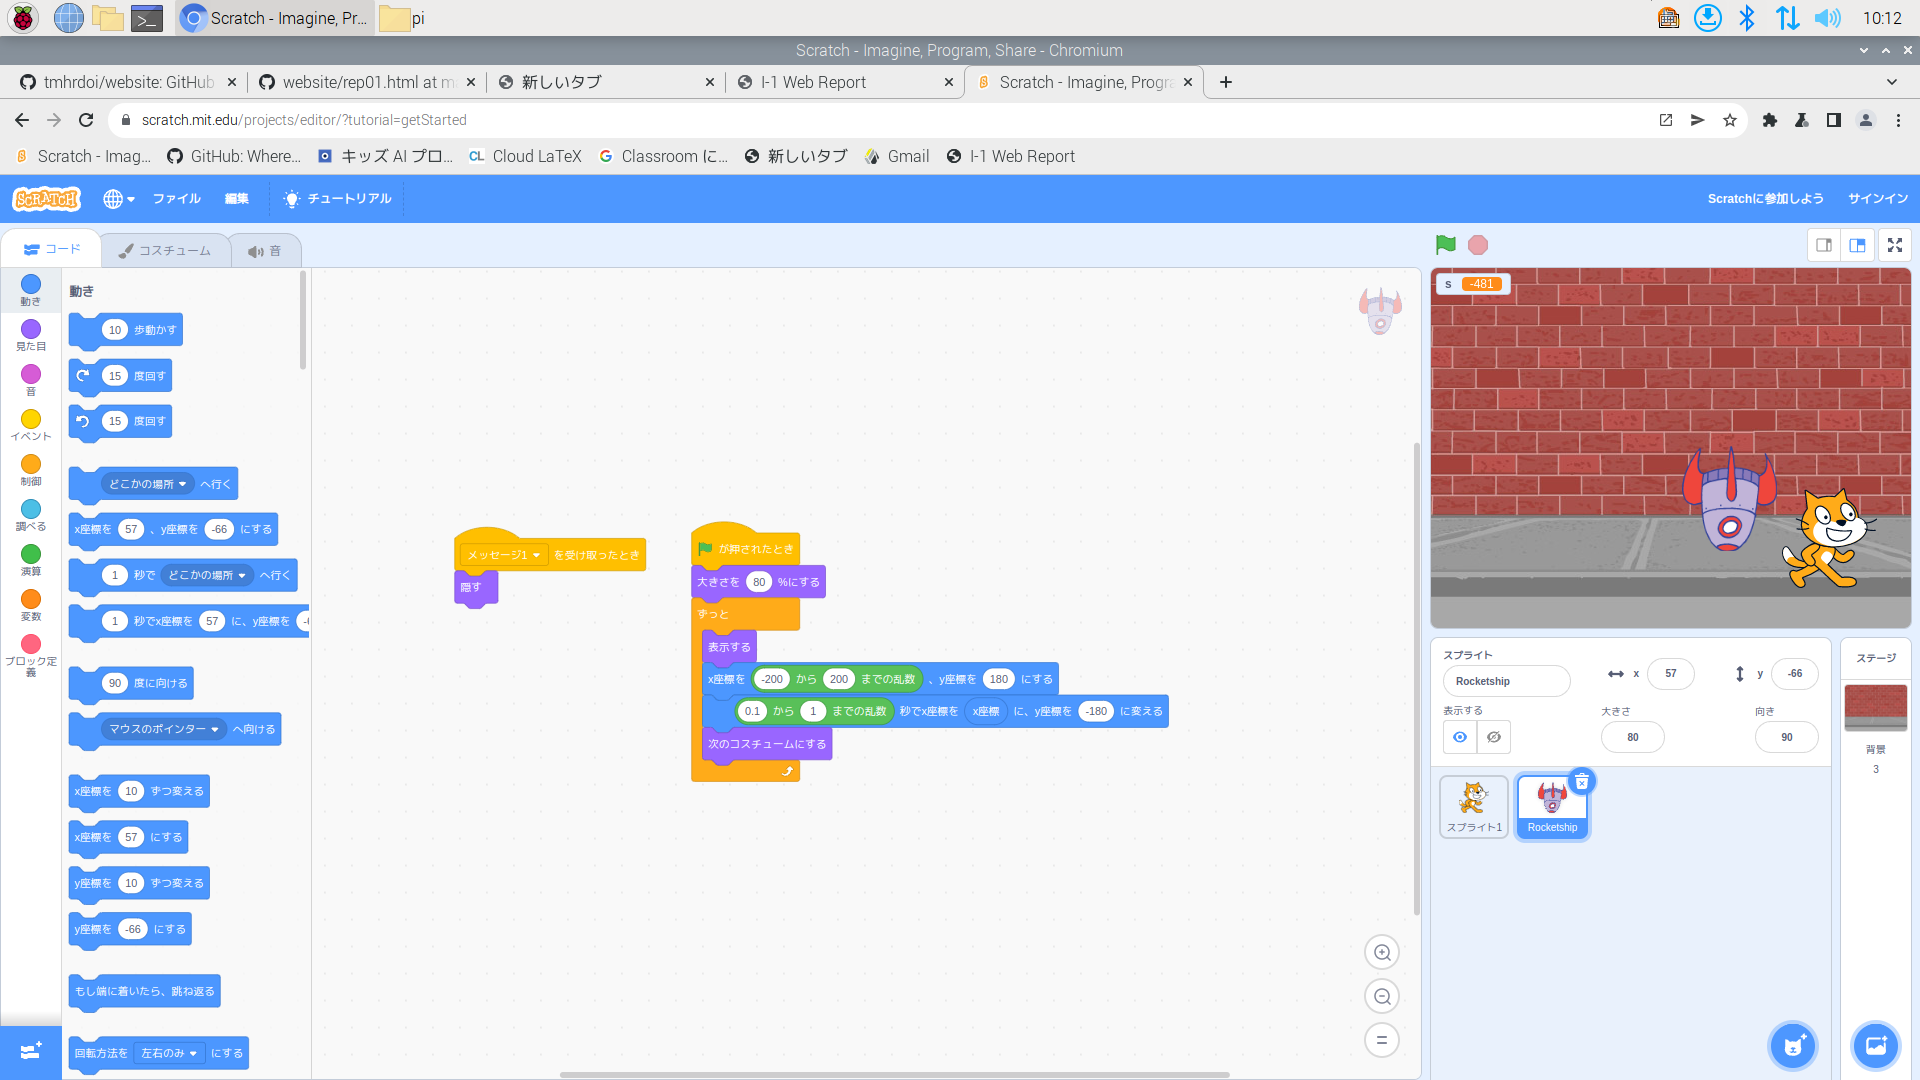 Scratch - Imagine, Pr...
pi
10:12
Scratch - Imagine, Program, Share - Chromium
tmhrdoi/website: GitHub
website/rep01.html at m
新しいタブ
I-1 Web Report
Scratch - Imagine, Progr
scratch.mit.edu/projects/editor/?tutorial=getStarted
Scratch - Imag...
GitHub: Where...
キッズ AI プロ...
CL Cloud LaTeX
Classroom に...
新しいタブ
Gmail
I-1 Web Report
SCRATCH
ファイル
編集
チュートリアル
Scratchに参加しよう
サインイン
コード
コスチューム
音
動き
見た目
音
イベント
制御
調べる
演算
変数
ブロック定
義
動き
10 歩動かす
15 度回す
15 度回す
どこかの場所 へ行く
x座標を 57 、y座標を -66 にする
1 秒で どこかの場所 へ行く
1 秒でx座標を 57 に、y座標を
90 度に向ける
マウスのポインター へ向ける
x座標を 10 ずつ変える
x座標を 57 にする
y座標を 10 ずつ変える
y座標を -66 にする
もし端に着いたら、跳ね返る
回転方法を 左右のみ にする
メッセージ1 を受け取ったとき
隠す
が押されたとき
大きさを 80 %にする
ずっと
表示する
x座標を -200 から 200 までの乱数 、y座標を 180 にする
0.1 から 1 までの乱数 秒でx座標を x座標 に、y座標を -180 に変える
次のコスチュームにする
s -481
スプライト
Rocketship
x 57
y -66
表示する
大きさ
80
向き
90
スプライト1
Rocketship
ステージ
背景
3